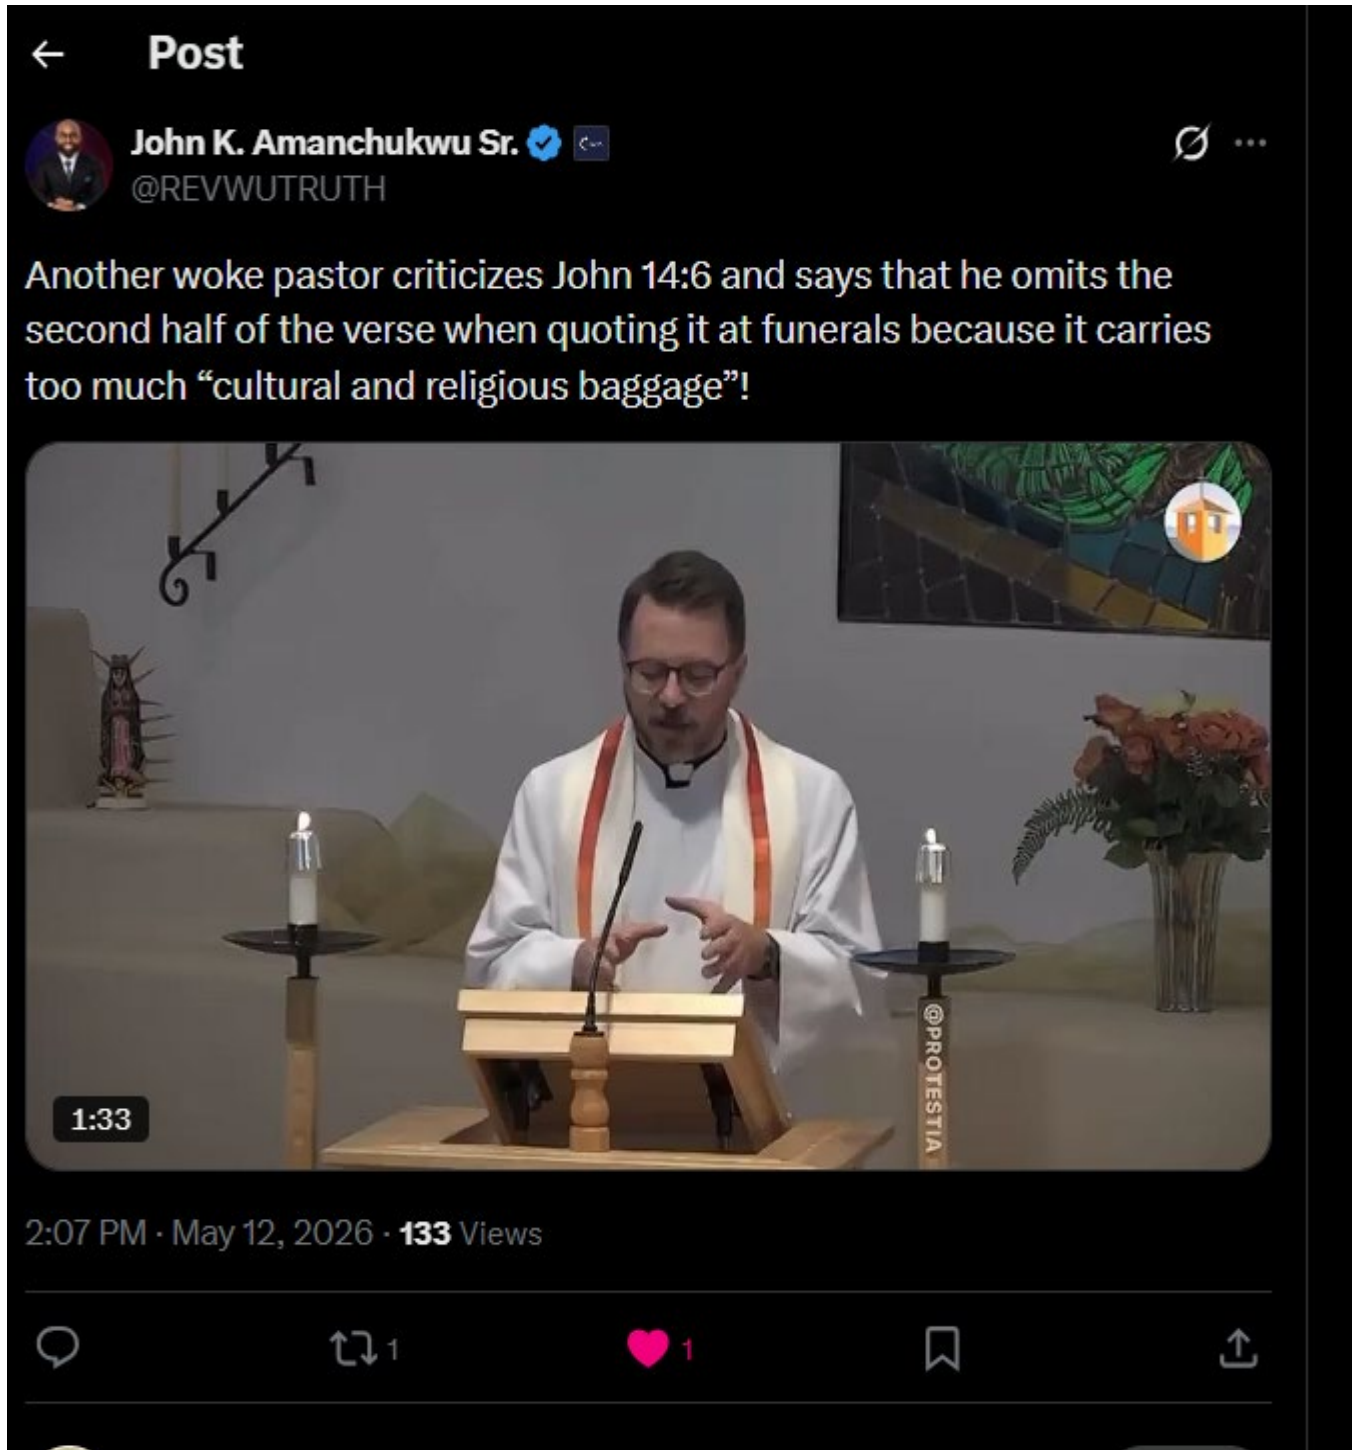 Post
John K. Amanchukwu Sr.
@REVWUTRUTH
Another woke pastor criticizes John 14:6 and says that he omits the
second half of the verse when quoting it at funerals because it carries
too much “cultural and religious baggage”!
@PROTESTIA
1:33
2:07 PM · May 12, 2026 · 133 Views
1
1